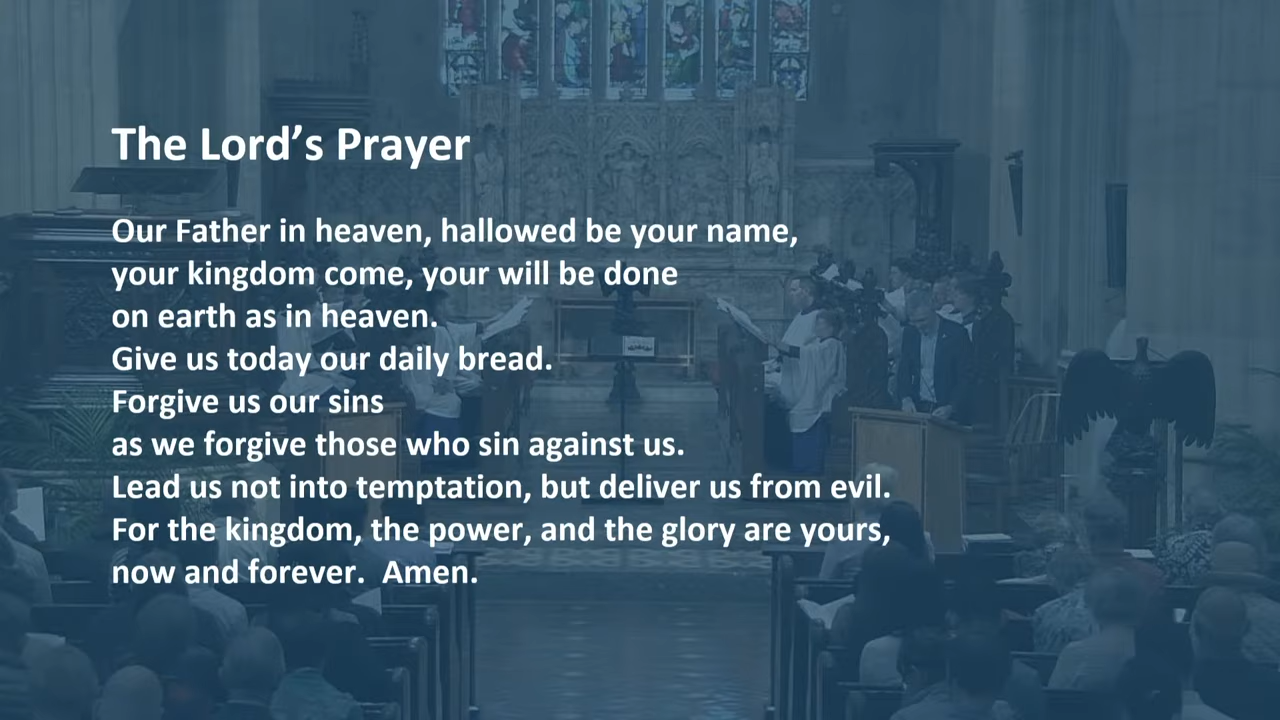 The Lord’s Prayer
Our Father in heaven, hallowed be your name,
your kingdom come, your will be done
on earth as in heaven.
Give us today our daily bread.
Forgive us our sins
as we forgive those who sin against us.
Lead us not into temptation, but deliver us from evil.
For the kingdom, the power, and the glory are yours,
now and forever.  Amen.